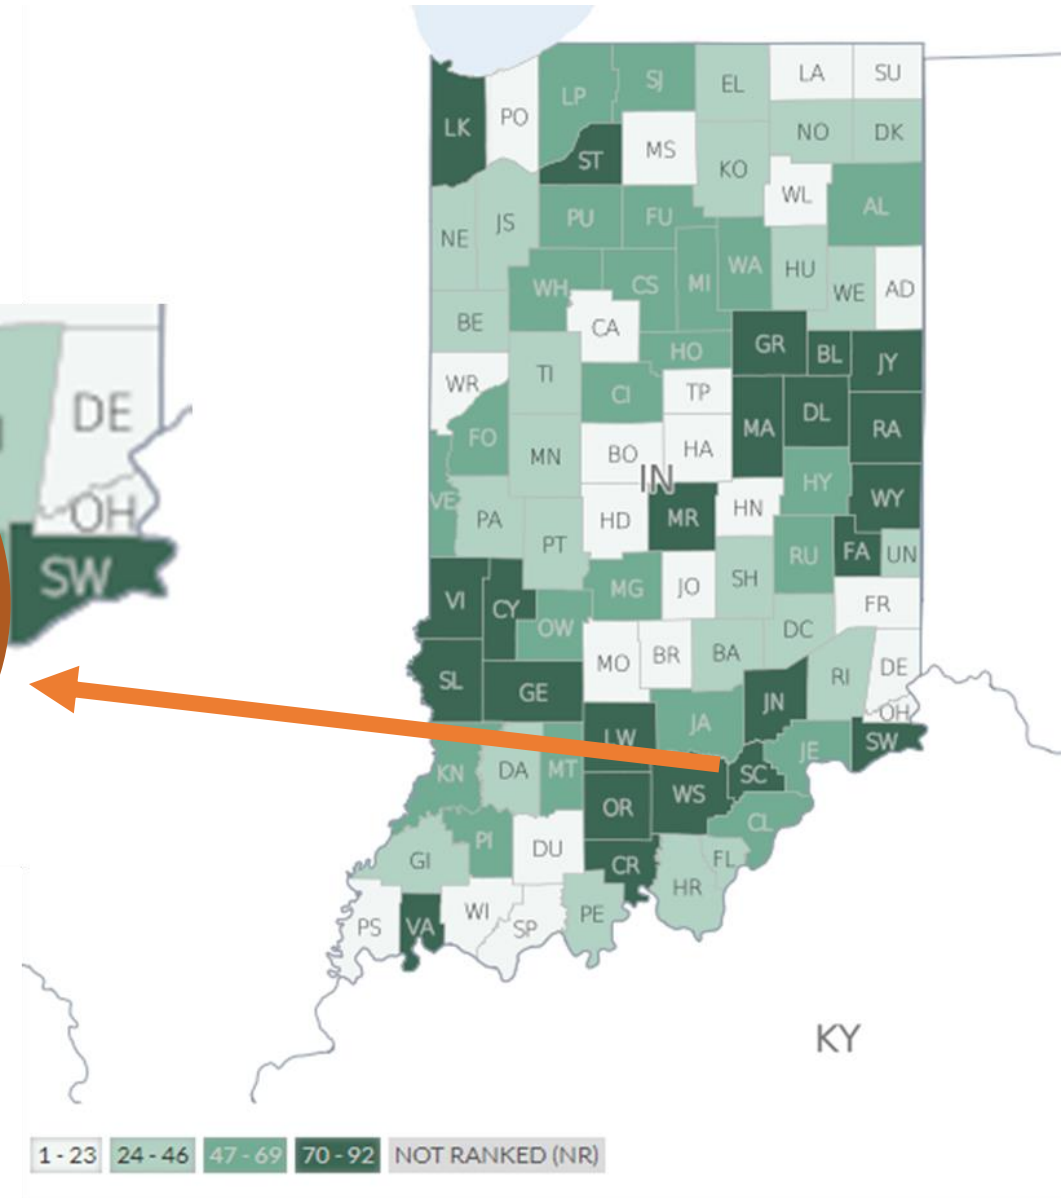 LK PO LP SJ EL LA SU
ST MS KO NO DK
NE JS PU FU WL AL
WH CS MI WA HU WE AD
BE CA HO GR BL JY
WR TI CI TP MA DL RA
FO MN BO HA HY WY
IN
VE PA PT HD MR HN RU FA UN
VI CY OW MG JO SH FR
SL GE MO BR BA DC RI DE
OH
LW JA JN JE SW
KN DA MT OR WS SC CL
GI PI DU CR HR FL
PS VA WI SP PE
DE
OH
SW
KY
1 - 23 24 - 46 47 - 69 70 - 92 NOT RANKED (NR)